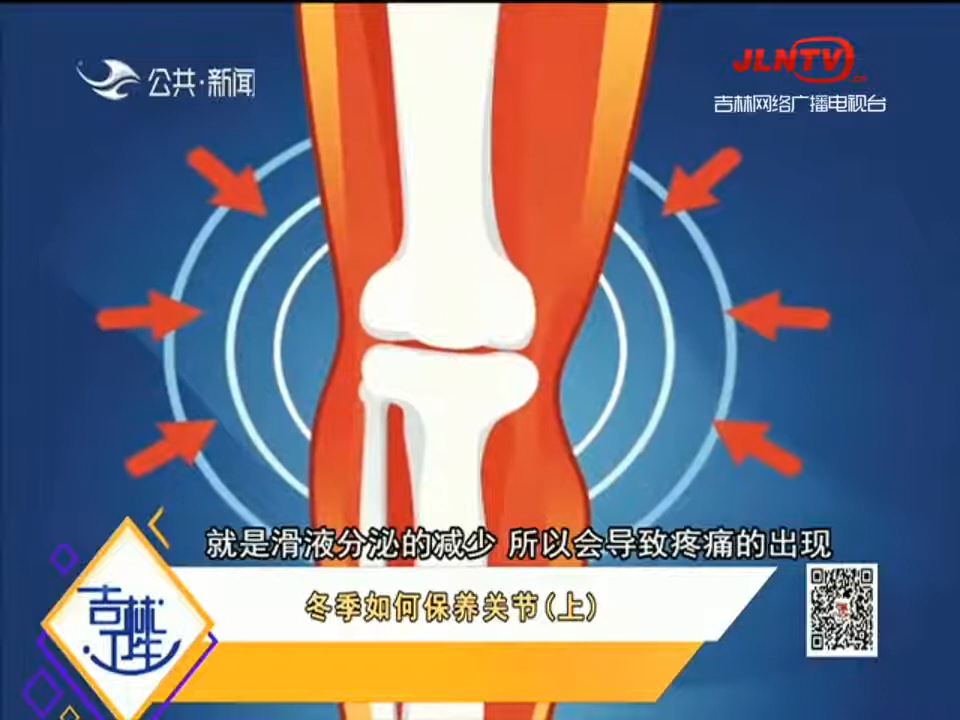 公共·新闻
JLNTV
吉林网络广播电视台
就是滑液分泌的减少 所以会导致疼痛的出现
冬季如何保养关节(上)
吉林
卫生